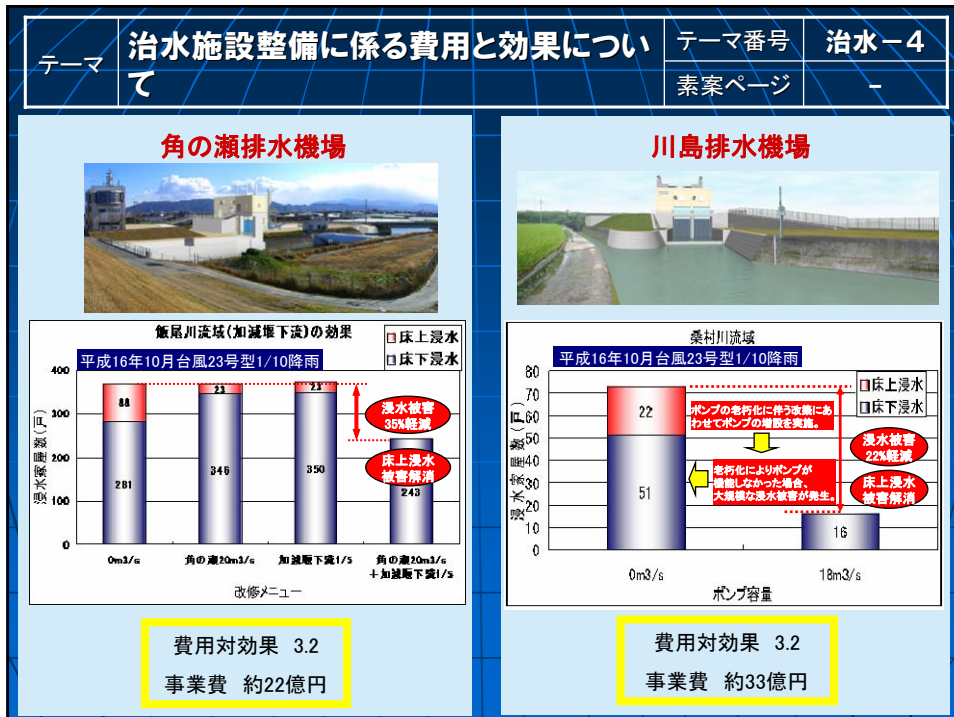 テーマ
治水施設整備に係る費用と効果につい
て
テーマ番号
治水－4
素案ページ
－
角の瀬排水機場
飯尾川流域(加減堰下流)の効果
平成16年10月台風23号型1/10降雨
床上浸水
床下浸水
浸水家屋数(戸)
400
300
200
100
0
88
281
23
346
23
350
243
浸水被害
35%軽減
床上浸水
被害解消
0m3/s
角の瀬20m3/s
加減堰下流1/5
角の瀬20m3/s
＋加減堰下流1/5
改修メニュー
費用対効果 3.2
事業費 約22億円
川島排水機場
桑村川流域
平成16年10月台風23号型1/10降雨
床上浸水
床下浸水
浸水家屋数(戸)
80
70
60
50
40
30
20
10
0
22
51
16
ポンプの老朽化に伴う改築にあ
わせてポンプの増設を実施。
老朽化によりポンプが
機能しなかった場合、
大規模な浸水被害が発生。
浸水被害
22%軽減
床上浸水
被害解消
0m3/s
18m3/s
ポンプ容量
費用対効果 3.2
事業費 約33億円